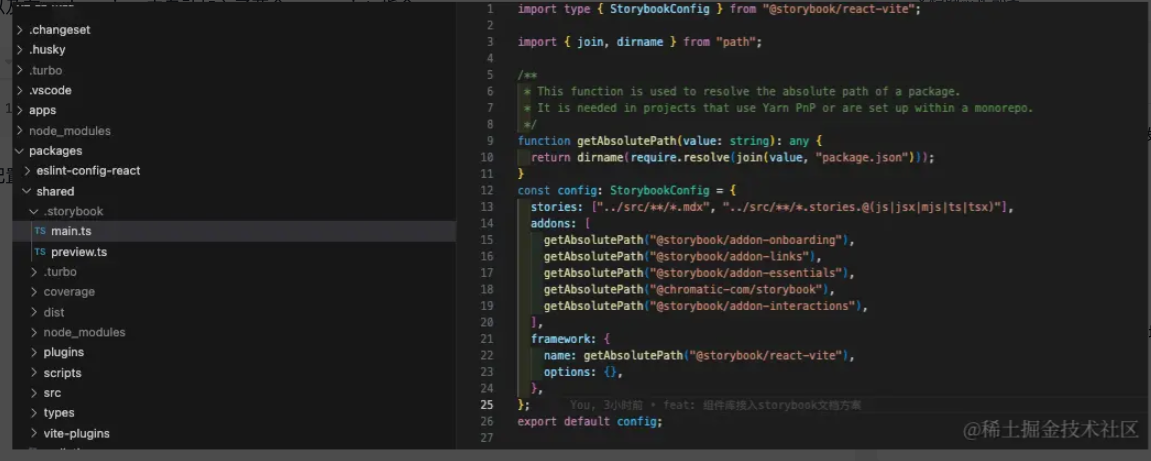 .changeset
.husky
.turbo
.vscode
apps
node_modules
packages
eslint-config-react
shared
.storybook
TS main.ts
TS preview.ts
.turbo
coverage
dist
node_modules
plugins
scripts
src
types
vite-plugins
1 import type { StorybookConfig } from "@storybook/react-vite";
2
3 import { join, dirname } from "path";
4
5 /**
6 * This function is used to resolve the absolute path of a package.
7 * It is needed in projects that use Yarn PnP or are set up within a monorepo.
8 */
9 function getAbsolutePath(value: string): any {
10 return dirname(require.resolve(join(value, "package.json")));
11 }
12 const config: StorybookConfig = {
13 stories: ["../src/**/*.mdx", "../src/**/*.stories.@(js|jsx|mjs|ts|tsx)"],
14 addons: [
15 getAbsolutePath("@storybook/addon-onboarding"),
16 getAbsolutePath("@storybook/addon-links"),
17 getAbsolutePath("@storybook/addon-essentials"),
18 getAbsolutePath("@chromatic-com/storybook"),
19 getAbsolutePath("@storybook/addon-interactions"),
20 ],
21 framework: {
22 name: getAbsolutePath("@storybook/react-vite"),
23 options: {},
24 },
25 }; You, 3小时前 • feat: 组件库接入storybook文档方案
26 export default config;
27
@稀土掘金技术社区